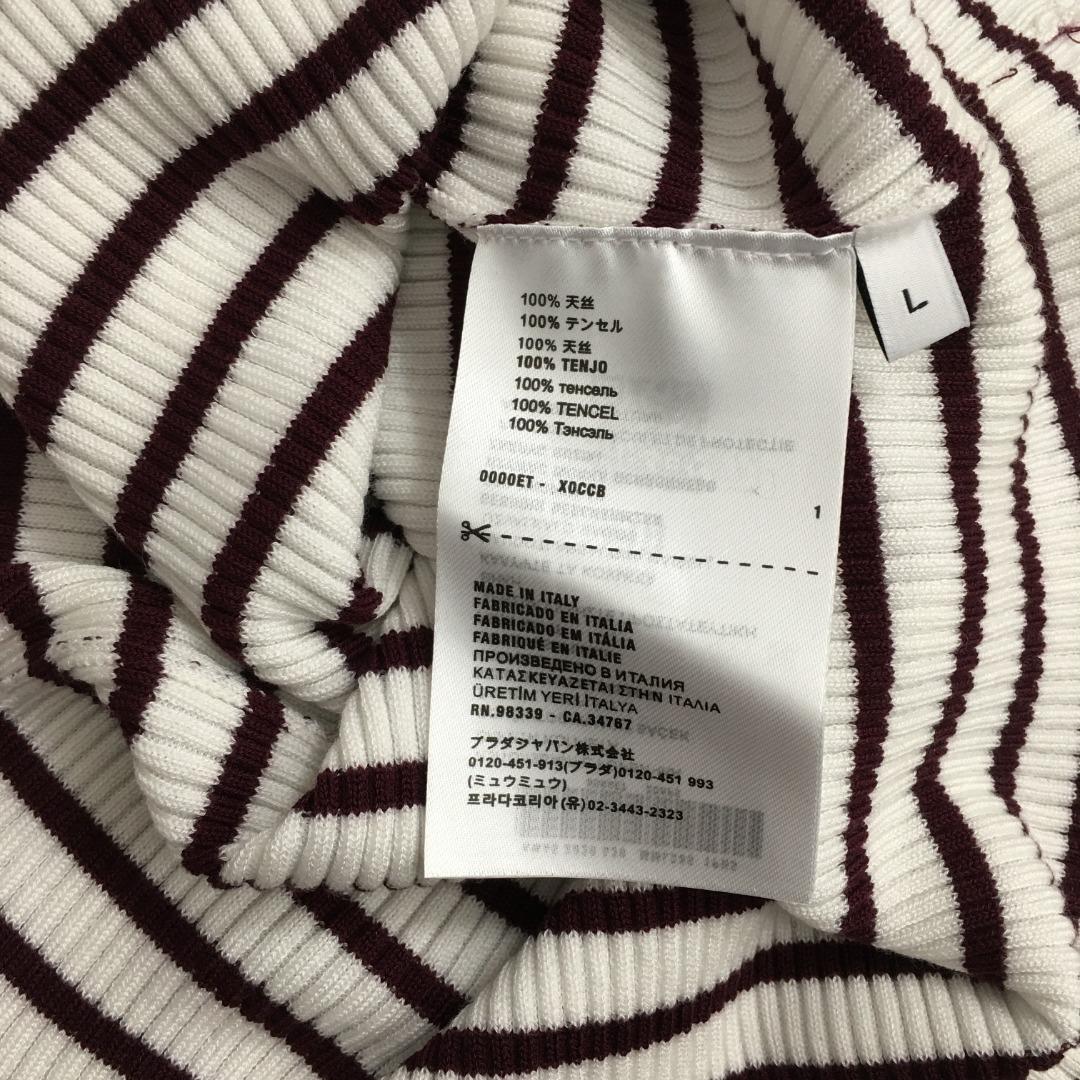 100% 天丝
100% テンセル
100% 天丝
100% TENJO
100% тенсель
100% TENCEL
100% Тэнсэль
0000ET - X0CCB
1
MADE IN ITALY
FABRICADO EN ITALIA
FABRICADO EM ITÁLIA
FABRIQUÉ EN ITALIE
ПРОИЗВЕДЕНО В ИТАЛИЯ
ΚΑΤΑΣΚΕΥΑΖΕΤΑΙ ΣΤΗΝ ΙΤΑΛΙΑ
ÜRETİM YERİ İTALYA
RN.98339 - CA.34767
プラダジャパン株式会社
0120-451-913(プラダ)0120-451 993
(ミュウミュウ)
프라다코리아 (유)02-3443-2323
L